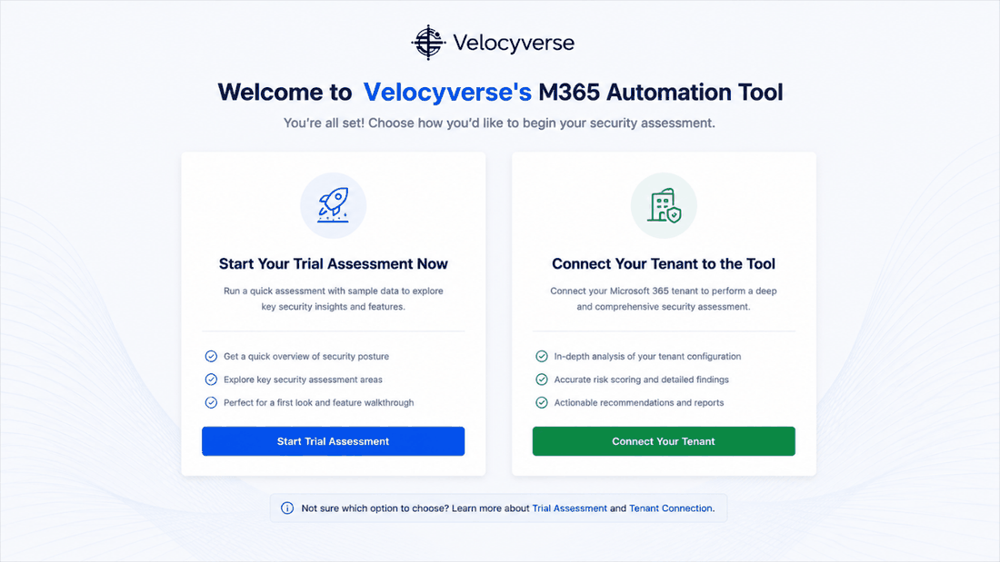 Velocyverse
Welcome to Velocyverse's M365 Automation Tool
You're all set! Choose how you'd like to begin your security assessment.
Start Your Trial Assessment Now
Run a quick assessment with sample data to explore
key security insights and features.
Get a quick overview of security posture
Explore key security assessment areas
Perfect for a first look and feature walkthrough
Start Trial Assessment
Connect Your Tenant to the Tool
Connect your Microsoft 365 tenant to perform a deep
and comprehensive security assessment.
In-depth analysis of your tenant configuration
Accurate risk scoring and detailed findings
Actionable recommendations and reports
Connect Your Tenant
Not sure which option to choose? Learn more about Trial Assessment and Tenant Connection.